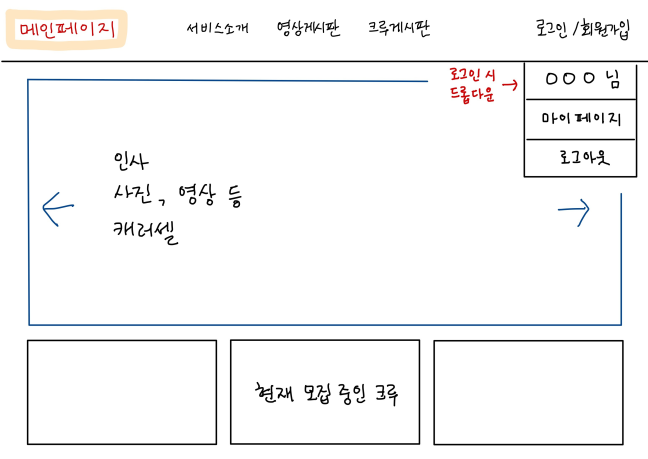 메인페이지
서비스소개 영상게시판 크루게시판 로그인 / 회원가입
로그인 시
드롭다운
OOO 님
마이페이지
로그아웃
인사
사진, 영상 등
캐러셀
현재 모집 중인 크루